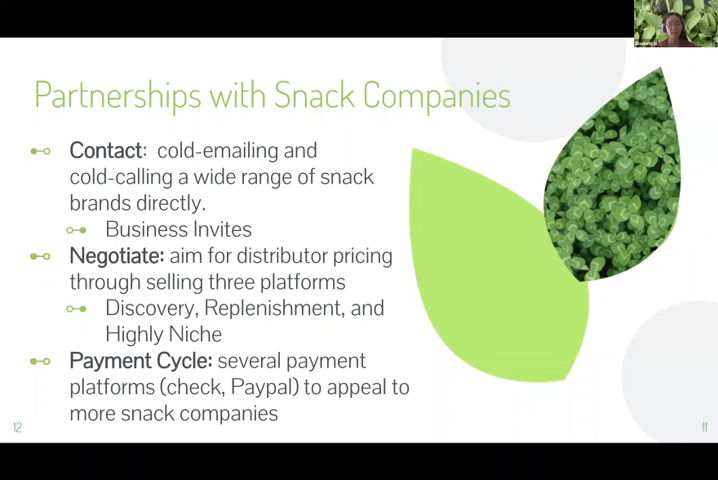 Partnerships with Snack Companies
Contact: cold-emailing and
cold-calling a wide range of snack
brands directly.
Business Invites
Negotiate: aim for distributor pricing
through selling three platforms
Discovery, Replenishment, and
Highly Niche
Payment Cycle: several payment
platforms (check, Paypal) to appeal to
more snack companies
12
11